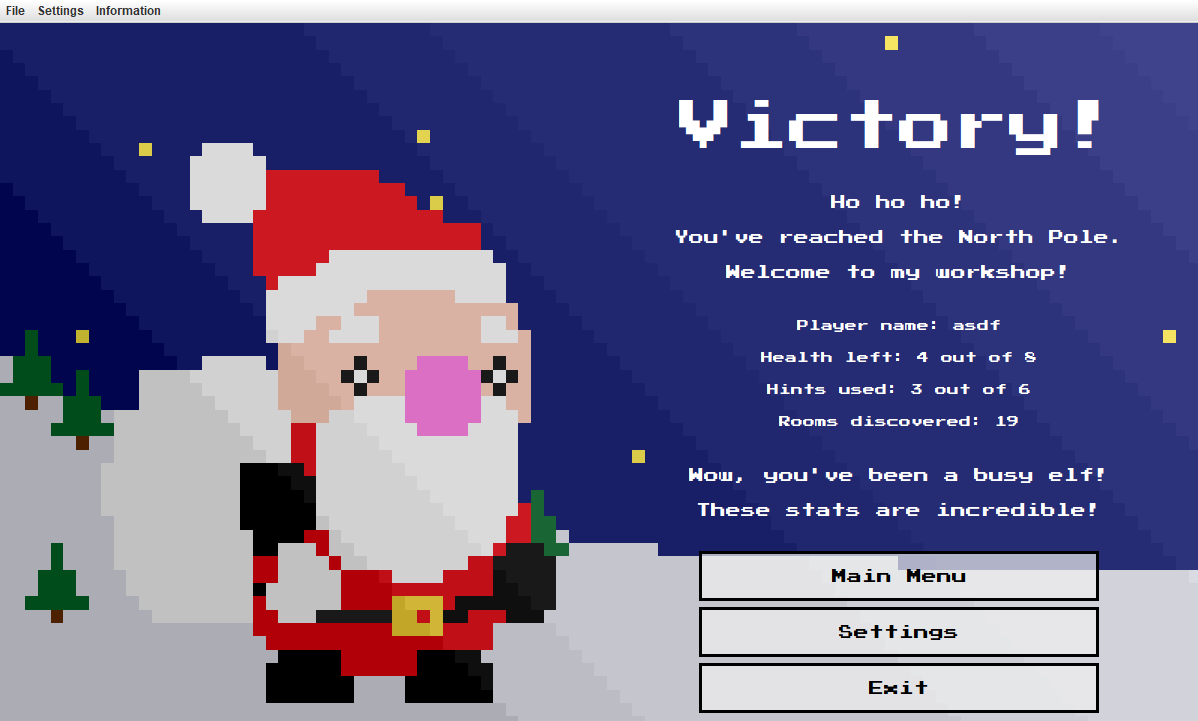 File Settings Information
Victory!
Ho ho ho!
You've reached the North Pole.
Welcome to my workshop!
Player name: asdf
Health left: 4 out of 8
Hints used: 3 out of 6
Rooms discovered: 19
Wow, you've been a busy elf!
These stats are incredible!
Main Menu
Settings
Exit